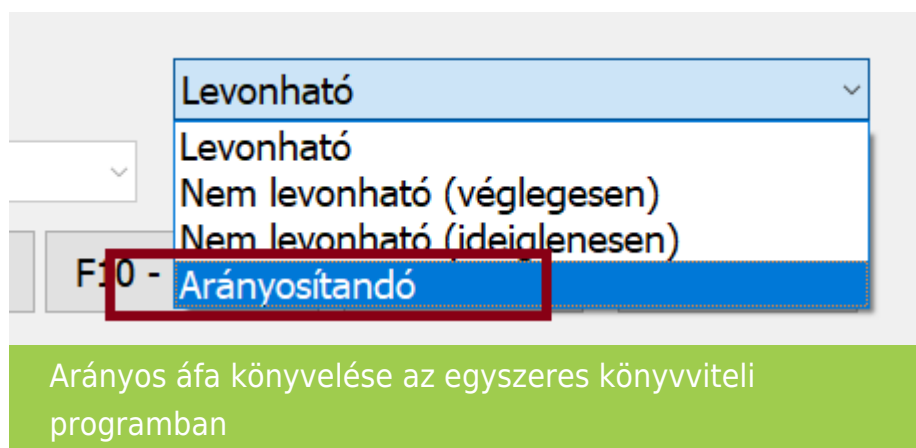 Levonható
Levonható
Nem levonható (véglegesen)
Nem levonható (ideiglenesen)
F10 -
Arányosítandó
Arányos áfa könyvelése az egyszeres könyvviteli
programban